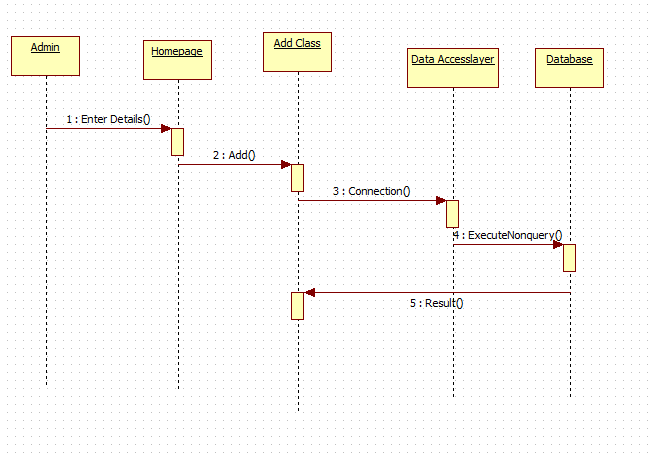 Admin
Homepage
Add Class
Data Accesslayer
Database
1 : Enter Details()
2 : Add()
3 : Connection()
4 : ExecuteNonquery()
5 : Result()